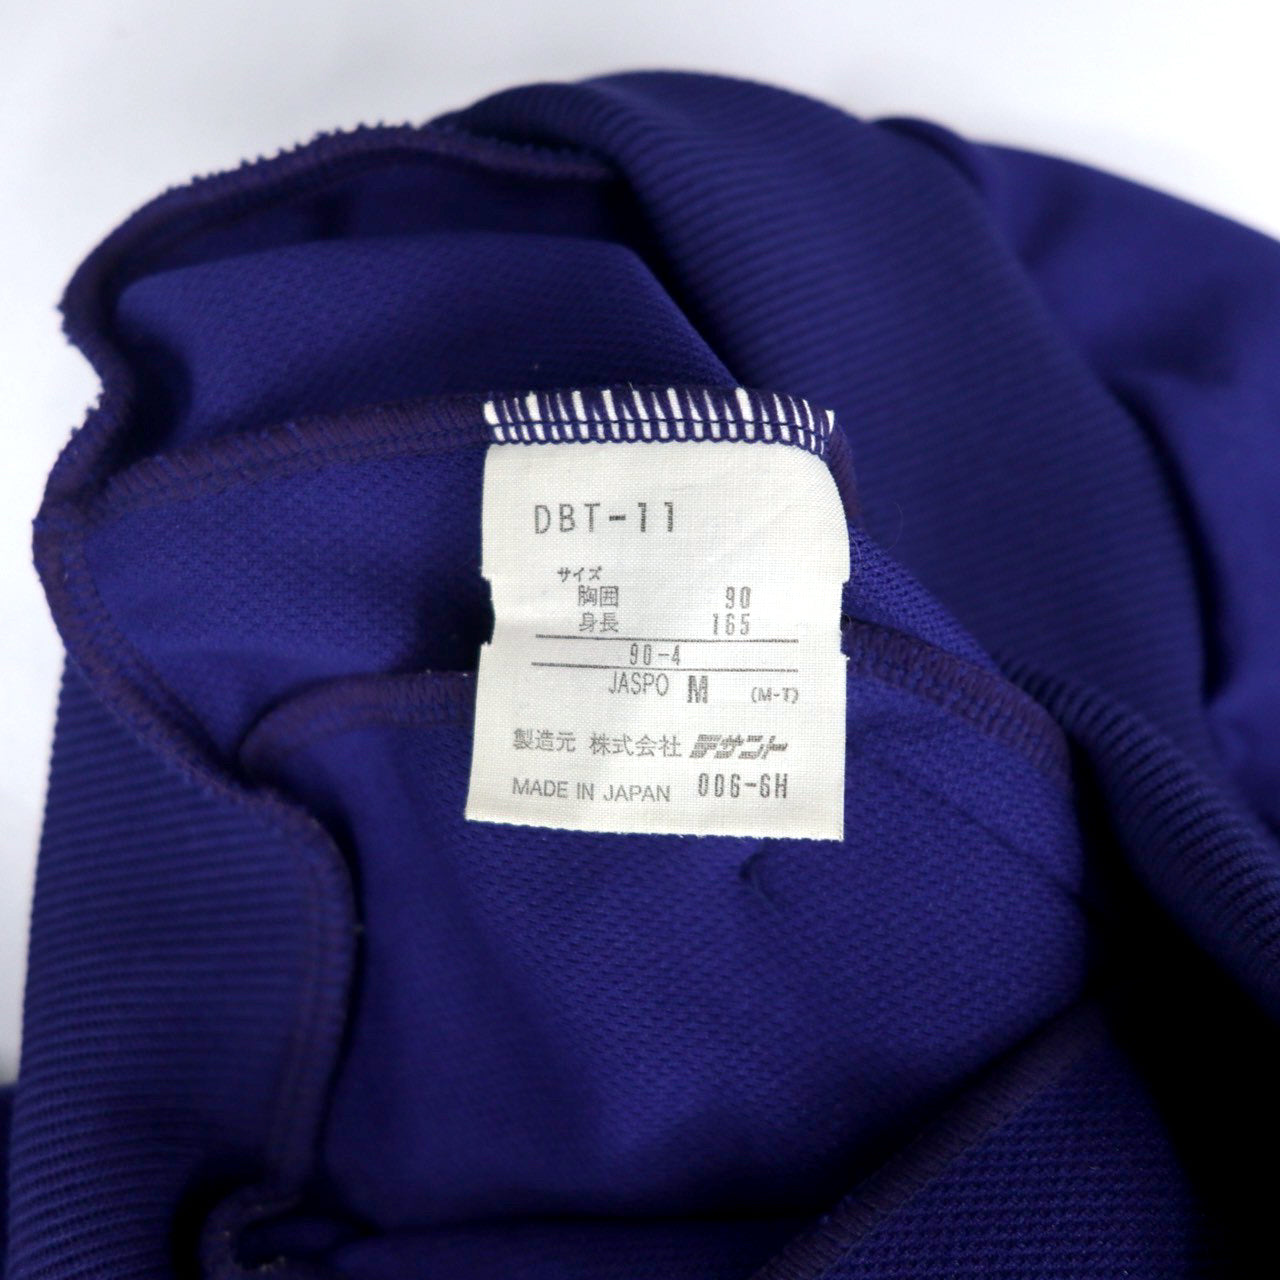 DBT-11
サイズ
胸囲 90
身長 165
90-4
JASPO M (M-T)
製造元 株式会社 デサント
MADE IN JAPAN 006-6H